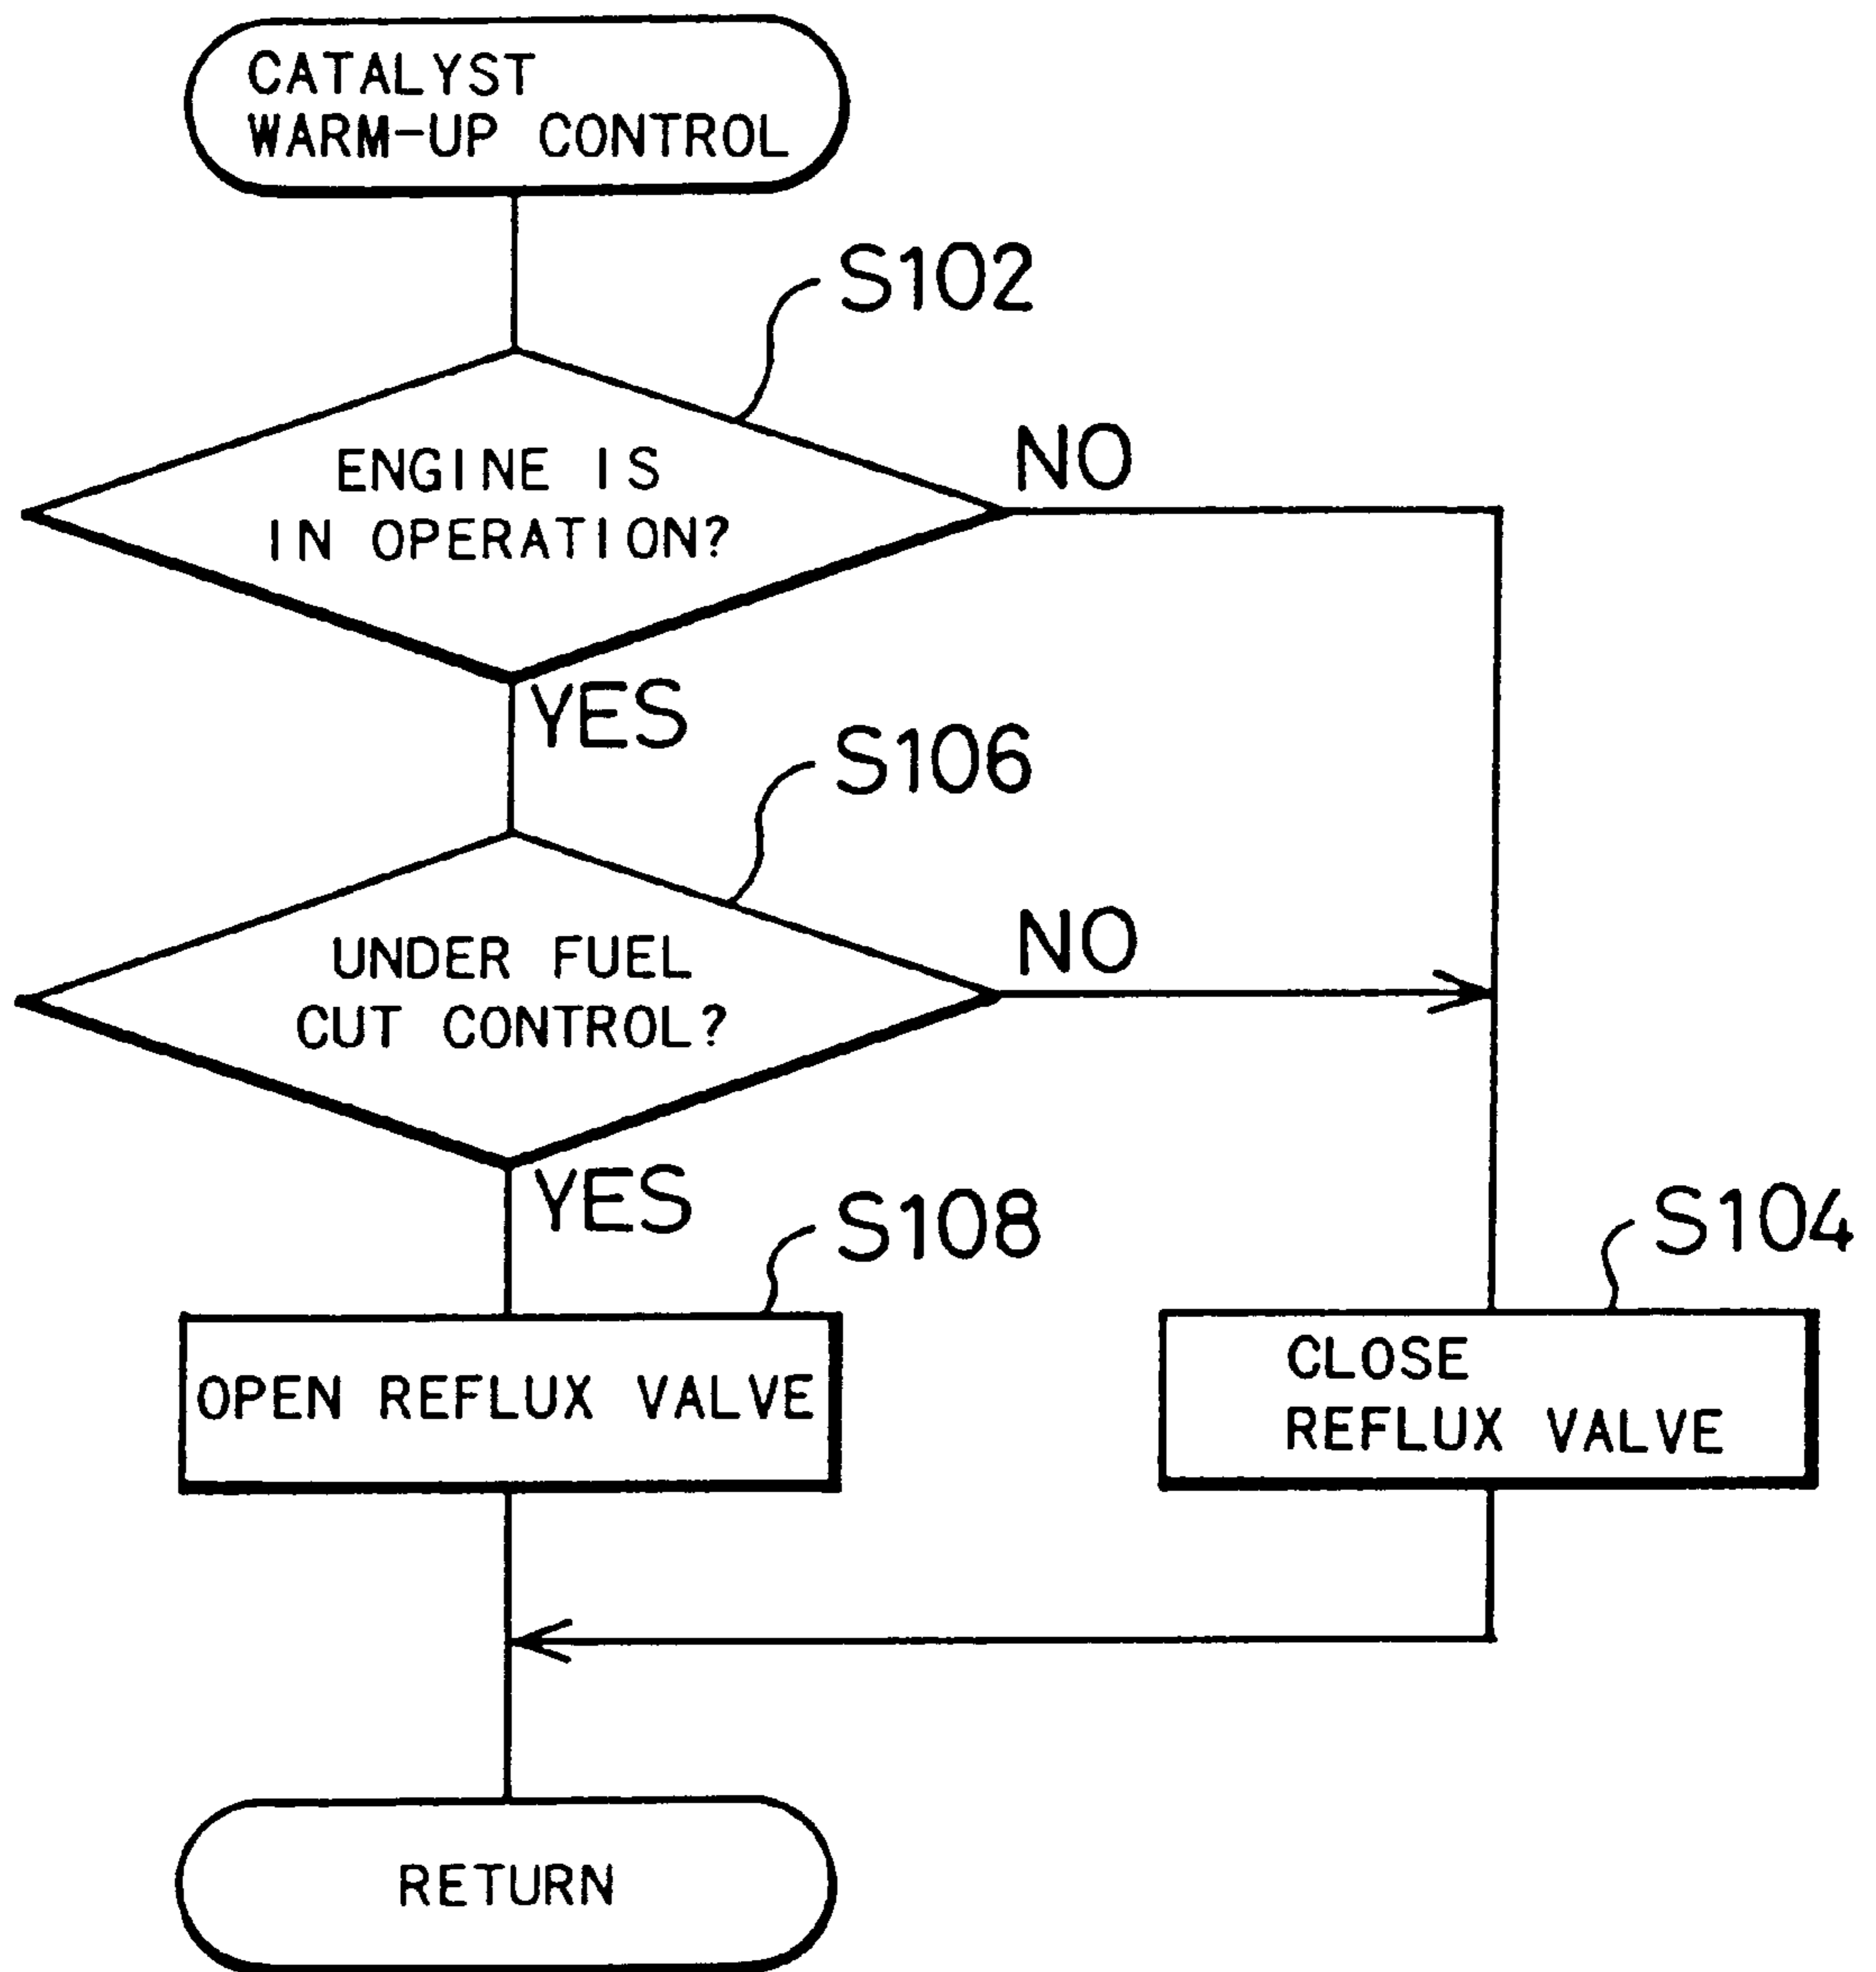 CATALYST
WARM-UP CONTROL
S102
ENGINE IS
IN OPERATION?
NO
YES
S106
UNDER FUEL
CUT CONTROL?
NO
YES
S108
S104
OPEN REFLUX VALVE
CLOSE
REFLUX VALVE
RETURN